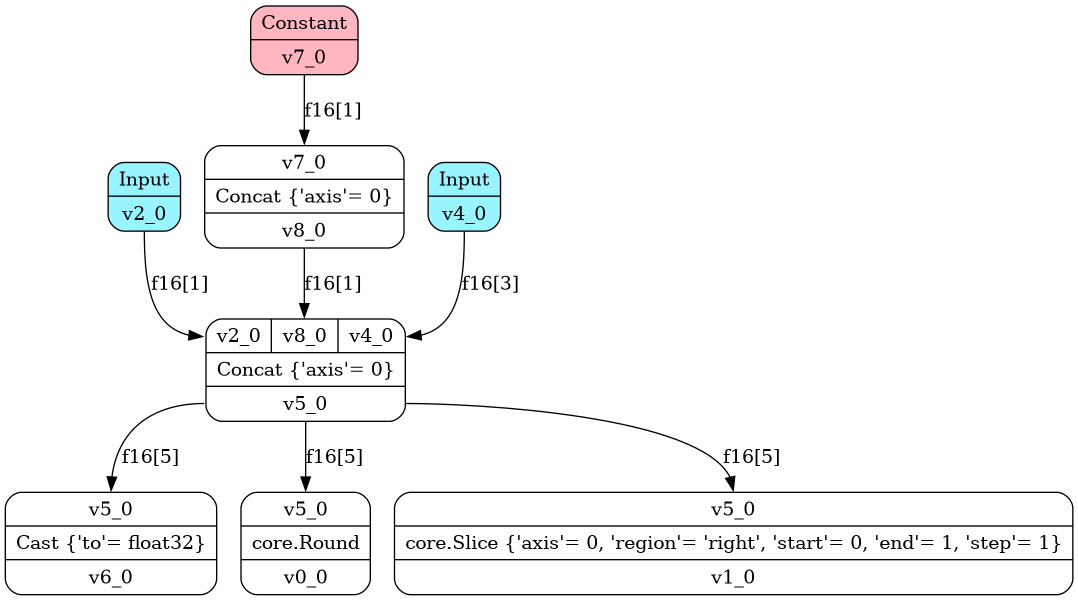 Constant
v7_0
f16[1]
v7_0
Concat {'axis'= 0}
v8_0
Input
v2_0
Input
v4_0
f16[1]
f16[1]
f16[3]
v2_0 v8_0 v4_0
Concat {'axis'= 0}
v5_0
f16[5]
f16[5]
f16[5]
v5_0
Cast {'to'= float32}
v6_0
v5_0
core.Round
v0_0
v5_0
core.Slice {'axis'= 0, 'region'= 'right', 'start'= 0, 'end'= 1, 'step'= 1}
v1_0